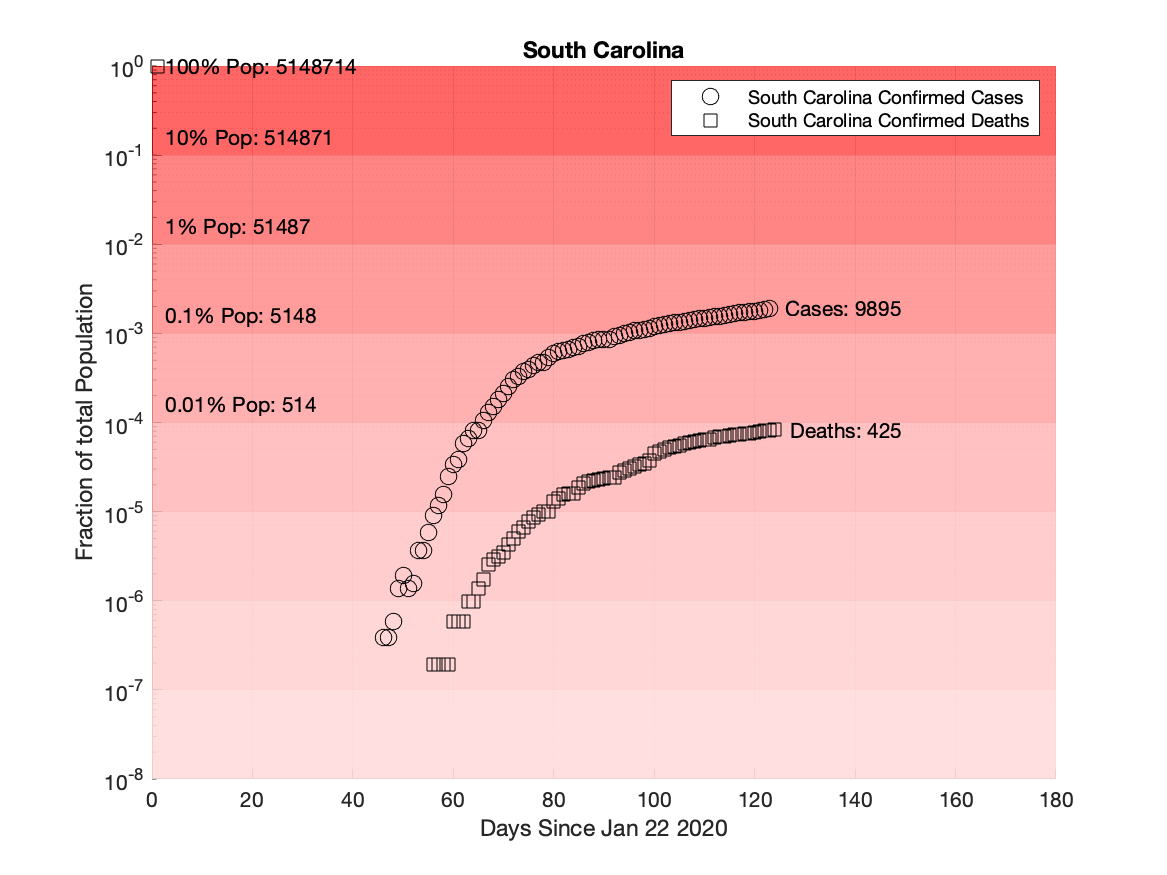 South Carolina
10^0
100% Pop: 5148714
South Carolina Confirmed Cases
South Carolina Confirmed Deaths
10% Pop: 514871
10^-1
1% Pop: 51487
10^-2
0.1% Pop: 5148
Cases: 9895
10^-3
0.01% Pop: 514
10^-4
Deaths: 425
10^-5
10^-6
10^-7
10^-8
Fraction of total Population
0 20 40 60 80 100 120 140 160 180
Days Since Jan 22 2020